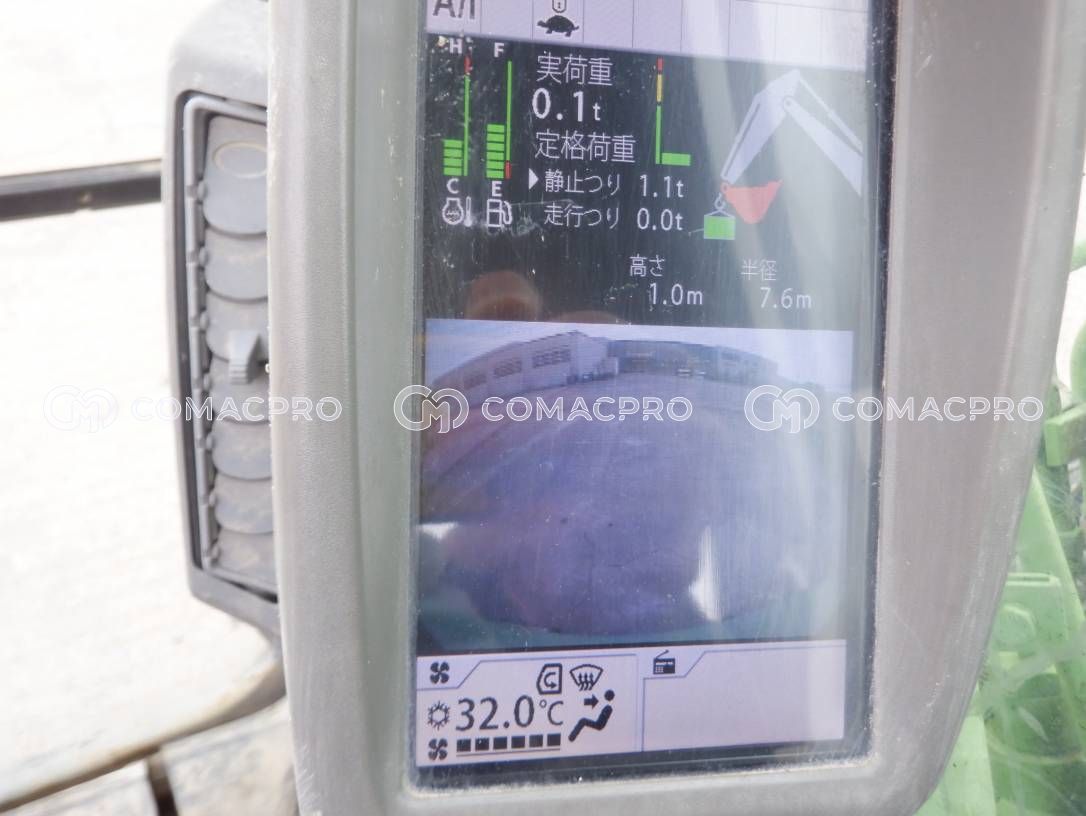 A/I
H F
実荷重
0.1t
定格荷重
静止つり 1.1t
走行つり 0.0t
C E
高さ 半径
1.0m 7.6m
COMACPRO COMACPRO COMACPRO
32.0℃